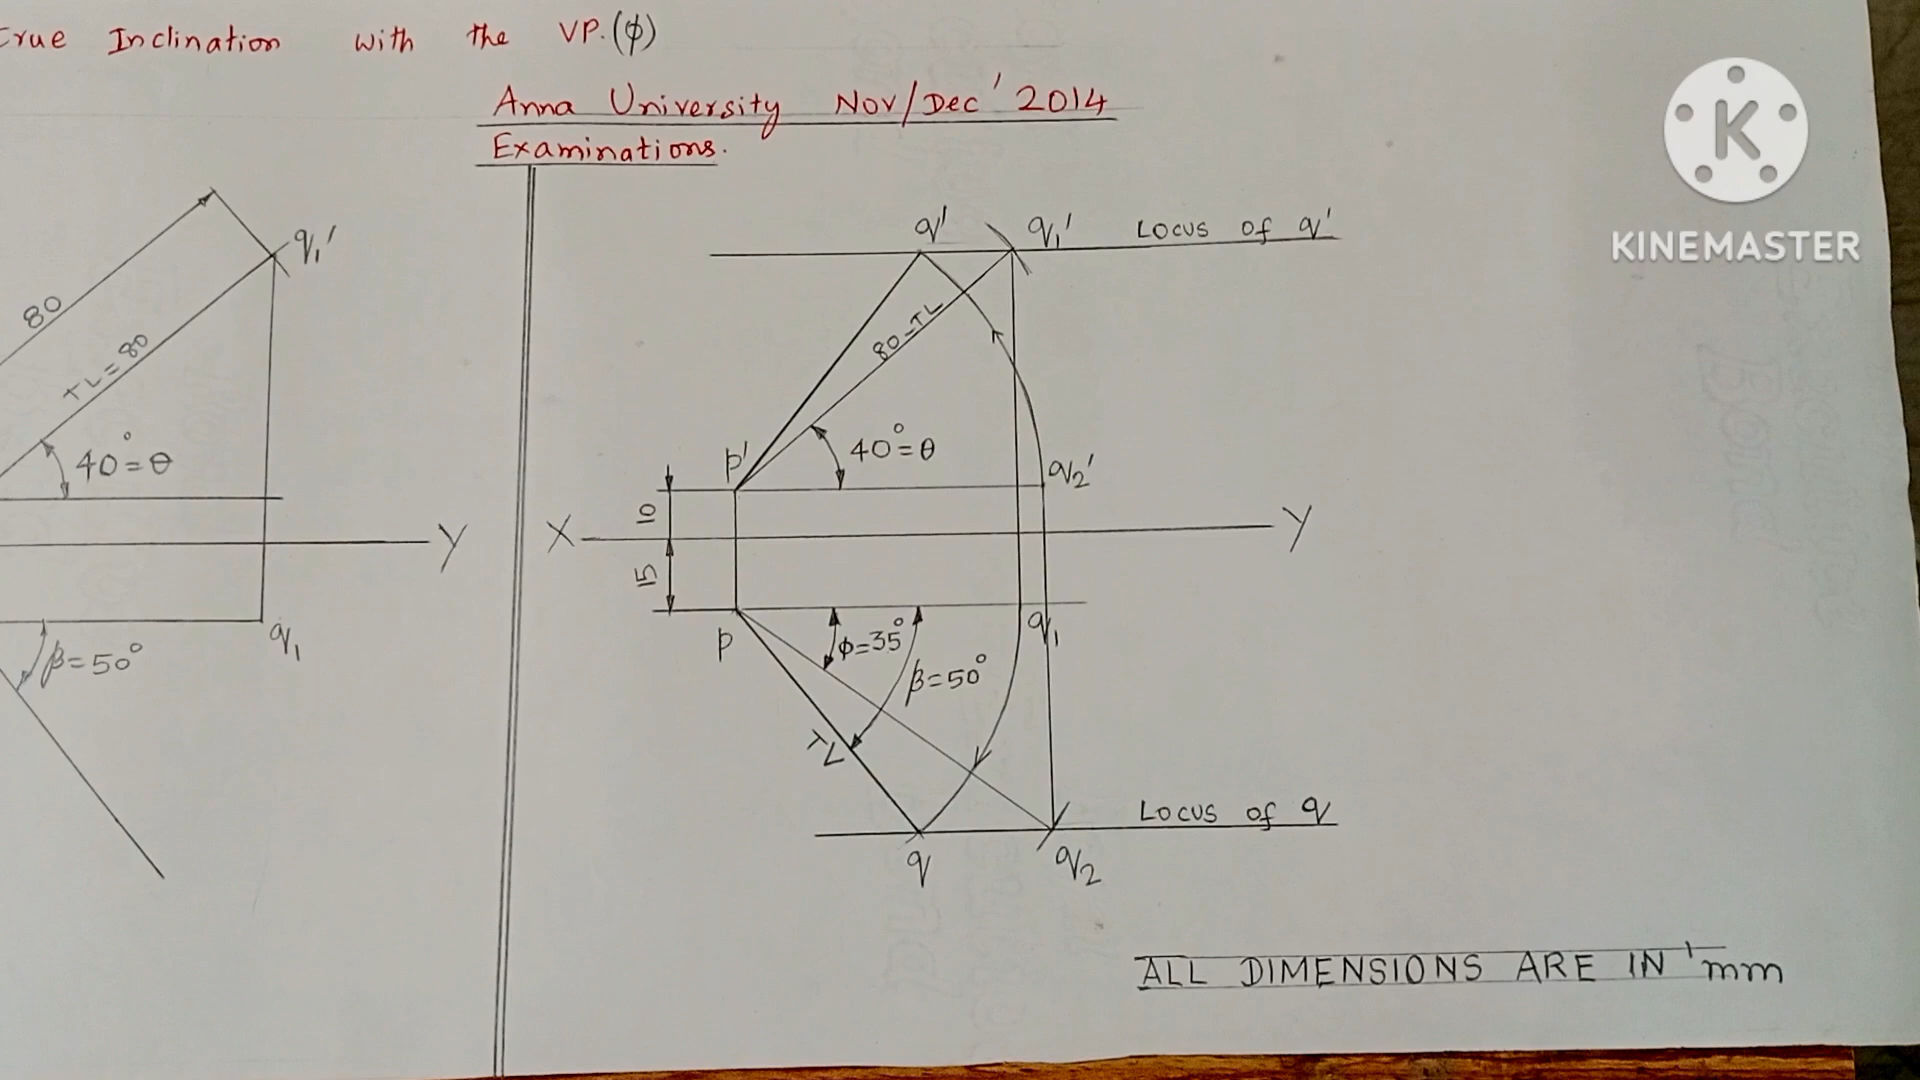 True Inclination with the VP.(φ)
Anna University Nov/Dec' 2014
Examinations.
KINEMASTER
80
TL=80
q₁'
40°=θ
Y
q₁
β=50°
q'
q₁'
Locus of q'
80=TL
p'
40°=θ
q₂'
10
X
Y
15
p
φ=35°
q₁
β=50°
TL
Locus of q
q
q₂
ALL DIMENSIONS ARE IN 'mm